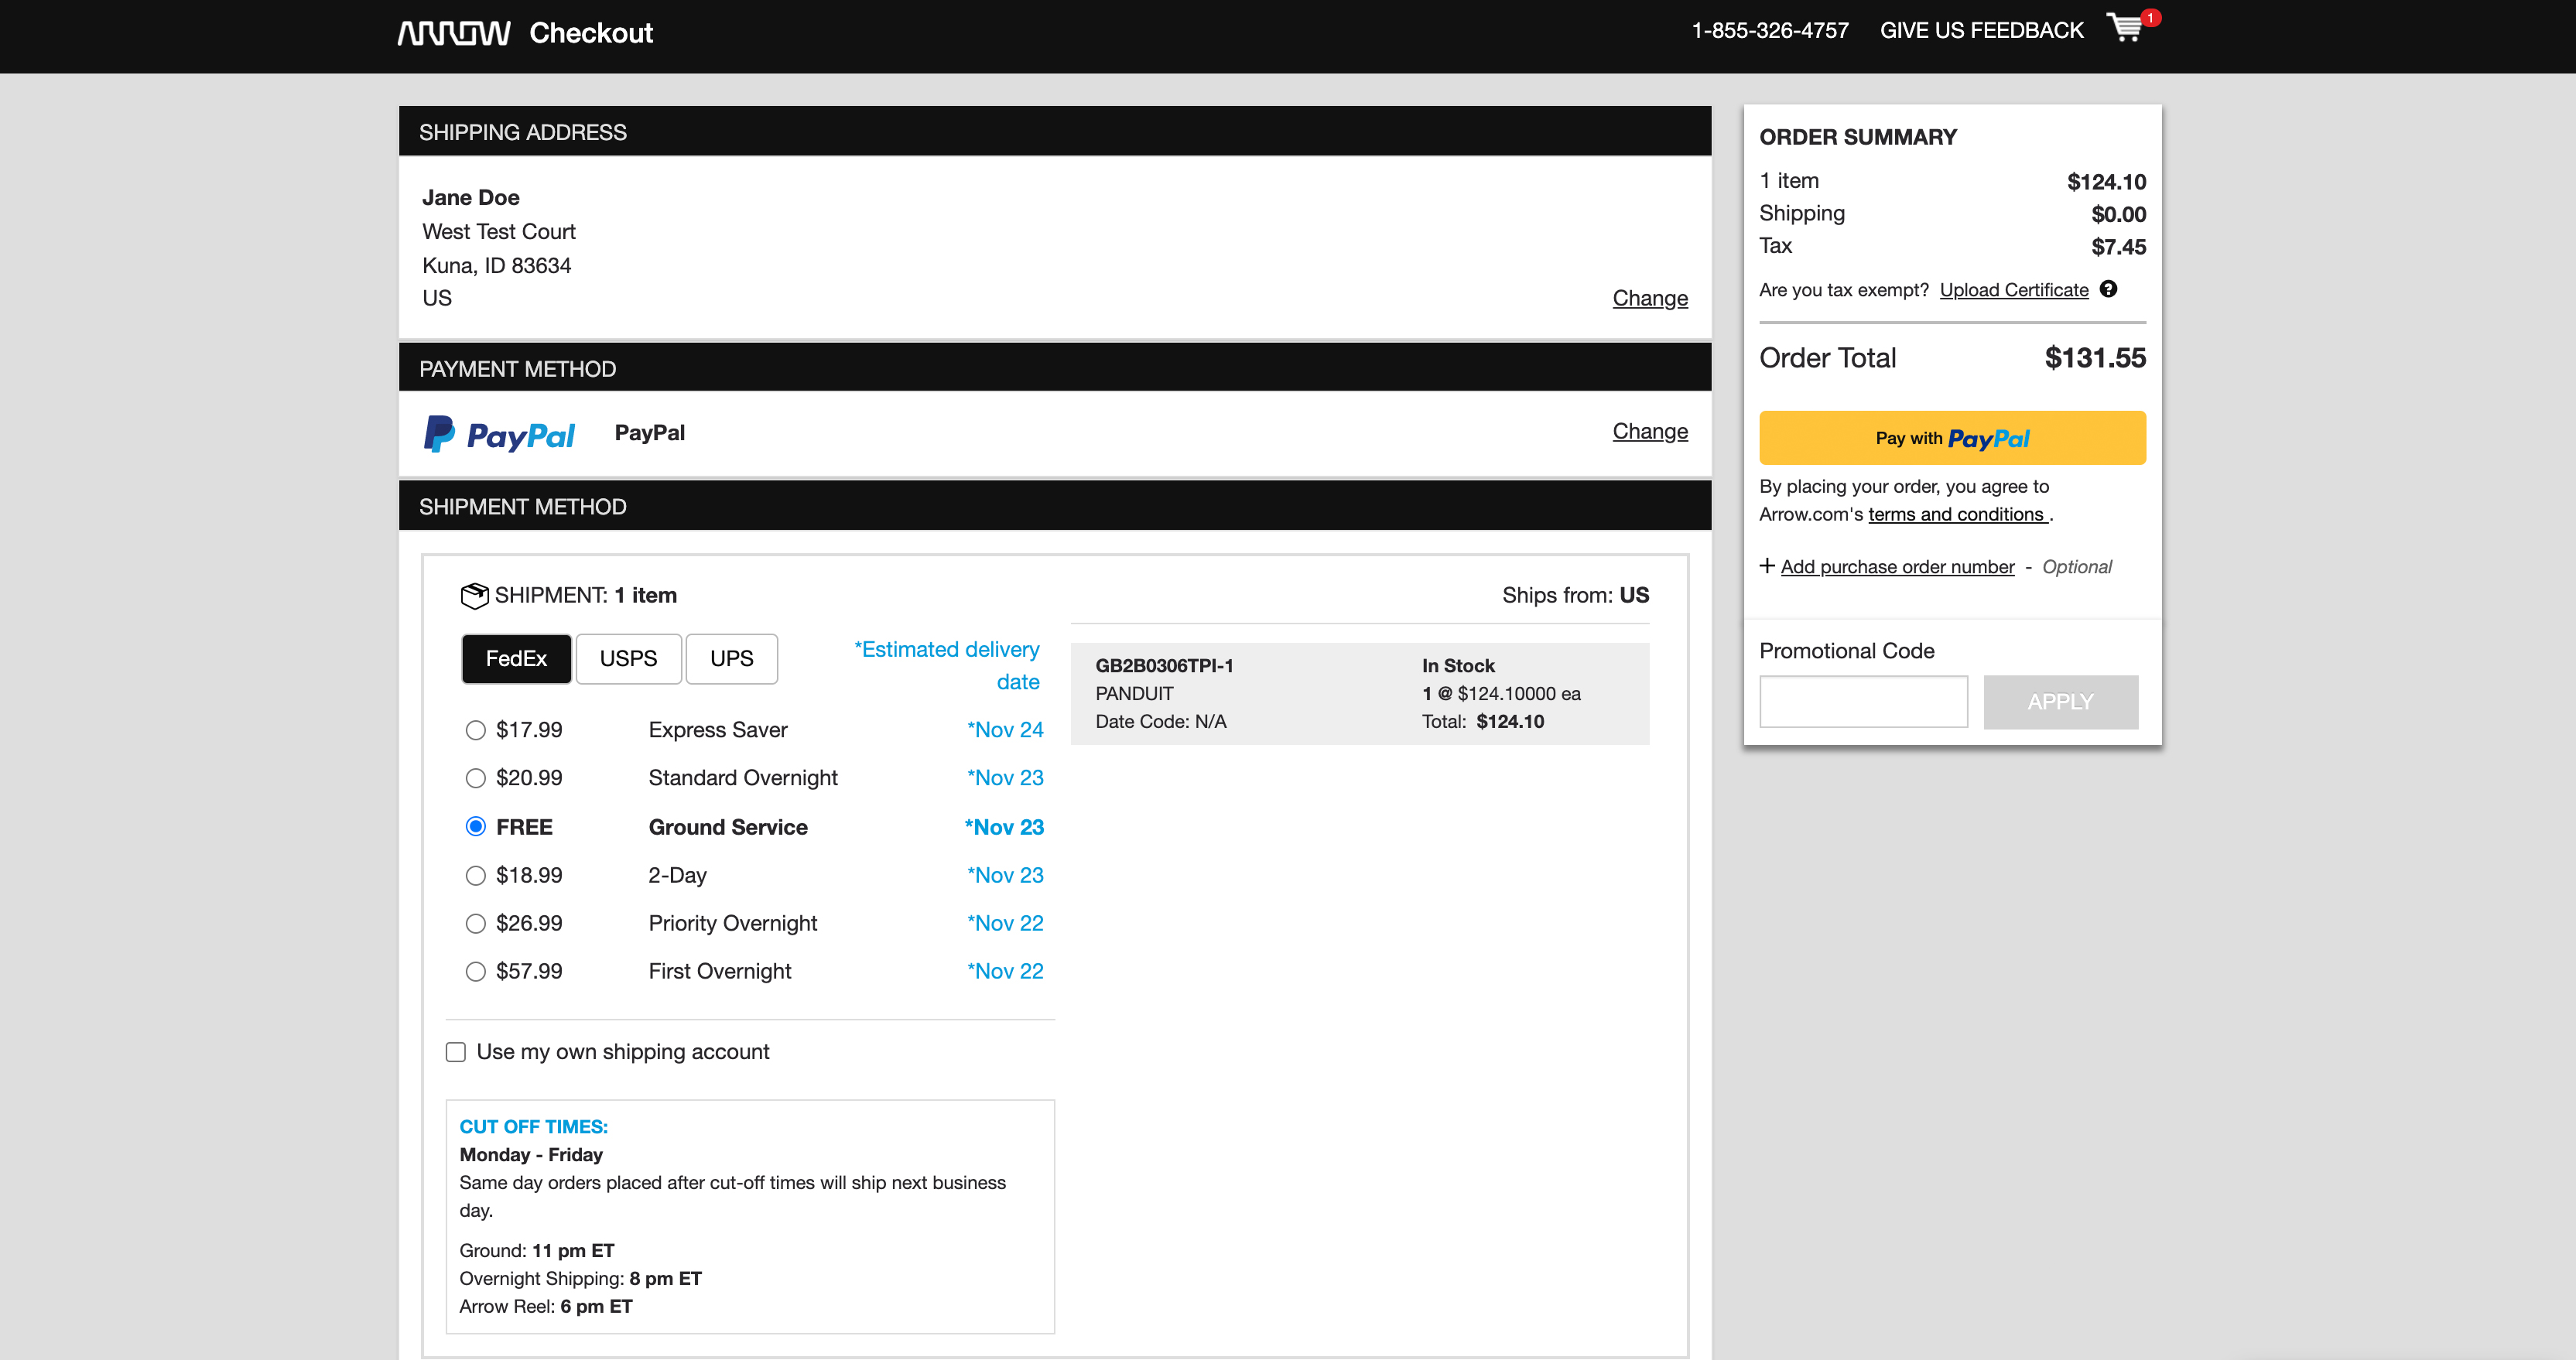 ARROW Checkout
1-855-326-4757 GIVE US FEEDBACK 1
SHIPPING ADDRESS
Jane Doe
West Test Court
Kuna, ID 83634
US
Change
PAYMENT METHOD
PayPal PayPal Change
SHIPMENT METHOD
SHIPMENT: 1 item
FedEx USPS UPS
*Estimated delivery
date
$17.99 Express Saver *Nov 24
$20.99 Standard Overnight *Nov 23
FREE Ground Service *Nov 23
$18.99 2-Day *Nov 23
$26.99 Priority Overnight *Nov 22
$57.99 First Overnight *Nov 22
Use my own shipping account
CUT OFF TIMES:
Monday - Friday
Same day orders placed after cut-off times will ship next business
day.
Ground: 11 pm ET
Overnight Shipping: 8 pm ET
Arrow Reel: 6 pm ET
Ships from: US
GB2B0306TPI-1 In Stock
PANDUIT 1 @ $124.10000 ea
Date Code: N/A Total: $124.10
ORDER SUMMARY
1 item $124.10
Shipping $0.00
Tax $7.45
Are you tax exempt? Upload Certificate ?
Order Total $131.55
Pay with PayPal
By placing your order, you agree to
Arrow.com's terms and conditions .
+ Add purchase order number - Optional
Promotional Code
APPLY